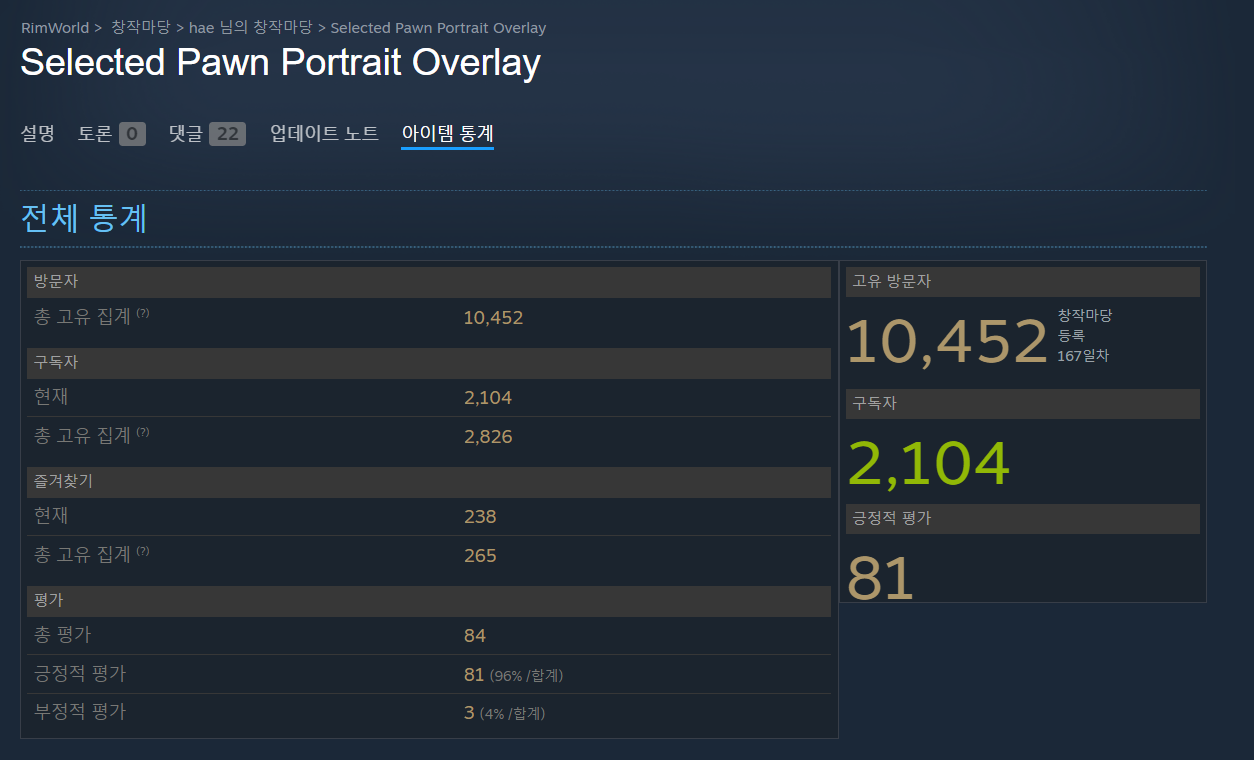 RimWorld > 창작마당 > hae 님의 창작마당 > Selected Pawn Portrait Overlay
Selected Pawn Portrait Overlay
설명 토론 0 댓글 22 업데이트 노트 아이템 통계
전체 통계
방문자
총 고유 집계 (?) 10,452
구독자
현재 2,104
총 고유 집계 (?) 2,826
즐겨찾기
현재 238
총 고유 집계 (?) 265
평가
총 평가 84
긍정적 평가 81 (96% /합계)
부정적 평가 3 (4% /합계)
고유 방문자
10,452
창작마당
등록
167일차
구독자
2,104
긍정적 평가
81